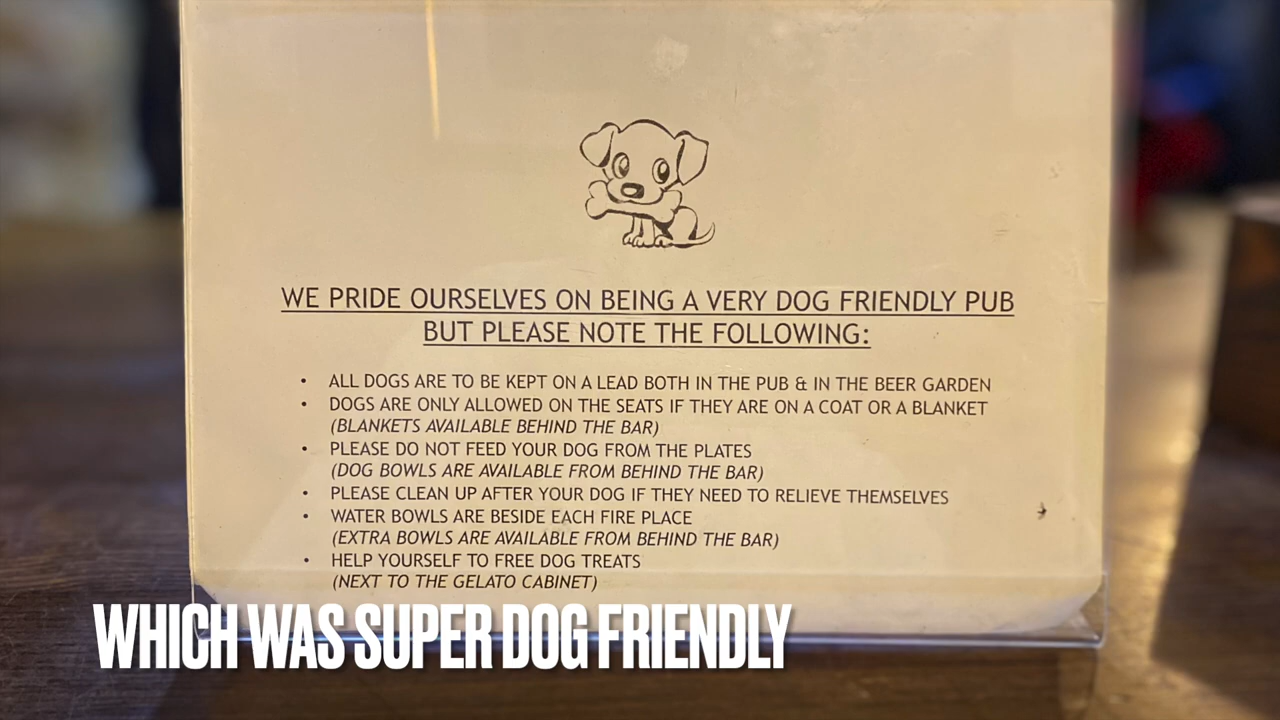 WE PRIDE OURSELVES ON BEING A VERY DOG FRIENDLY PUB
BUT PLEASE NOTE THE FOLLOWING:
• ALL DOGS ARE TO BE KEPT ON A LEAD BOTH IN THE PUB & IN THE BEER GARDEN
• DOGS ARE ONLY ALLOWED ON THE SEATS IF THEY ARE ON A COAT OR A BLANKET
(BLANKETS AVAILABLE BEHIND THE BAR)
• PLEASE DO NOT FEED YOUR DOG FROM THE PLATES
(DOG BOWLS ARE AVAILABLE FROM BEHIND THE BAR)
• PLEASE CLEAN UP AFTER YOUR DOG IF THEY NEED TO RELIEVE THEMSELVES
• WATER BOWLS ARE BESIDE EACH FIRE PLACE
(EXTRA BOWLS ARE AVAILABLE FROM BEHIND THE BAR)
• HELP YOURSELF TO FREE DOG TREATS
(NEXT TO THE GELATO CABINET)
WHICH WAS SUPER DOG FRIENDLY